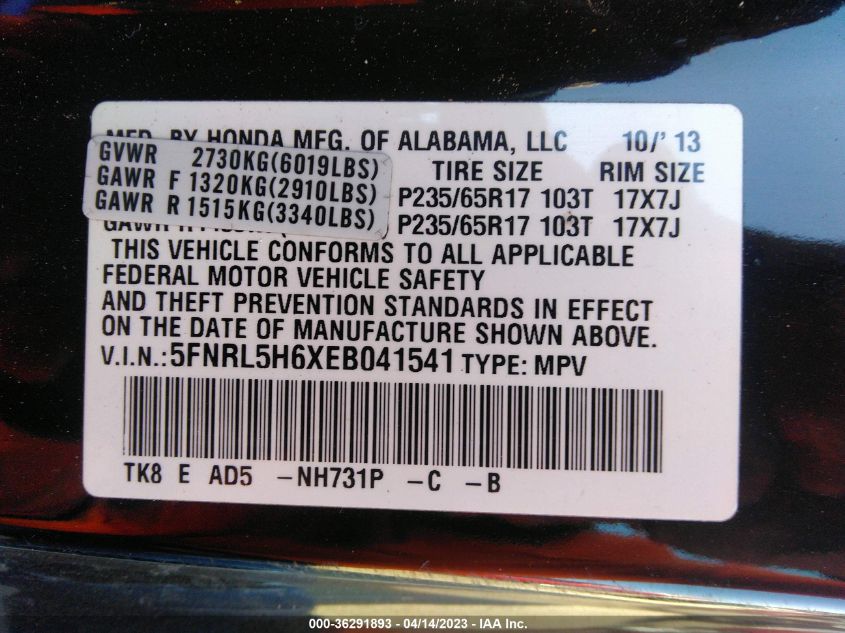 MFD. BY HONDA MFG. OF ALABAMA, LLC 10/' 13
GVWR 2730KG(6019LBS)
GAWR F 1320KG(2910LBS)
GAWR R 1515KG(3340LBS)
TIRE SIZE RIM SIZE
P235/65R17 103T 17X7J
P235/65R17 103T 17X7J
THIS VEHICLE CONFORMS TO ALL APPLICABLE
FEDERAL MOTOR VEHICLE SAFETY
AND THEFT PREVENTION STANDARDS IN EFFECT
ON THE DATE OF MANUFACTURE SHOWN ABOVE.
V.I.N.: 5FNRL5H6XEB041541 TYPE: MPV
TK8 E AD5 -NH731P -C -B
000-36291893 - 04/14/2023 - IAA Inc.